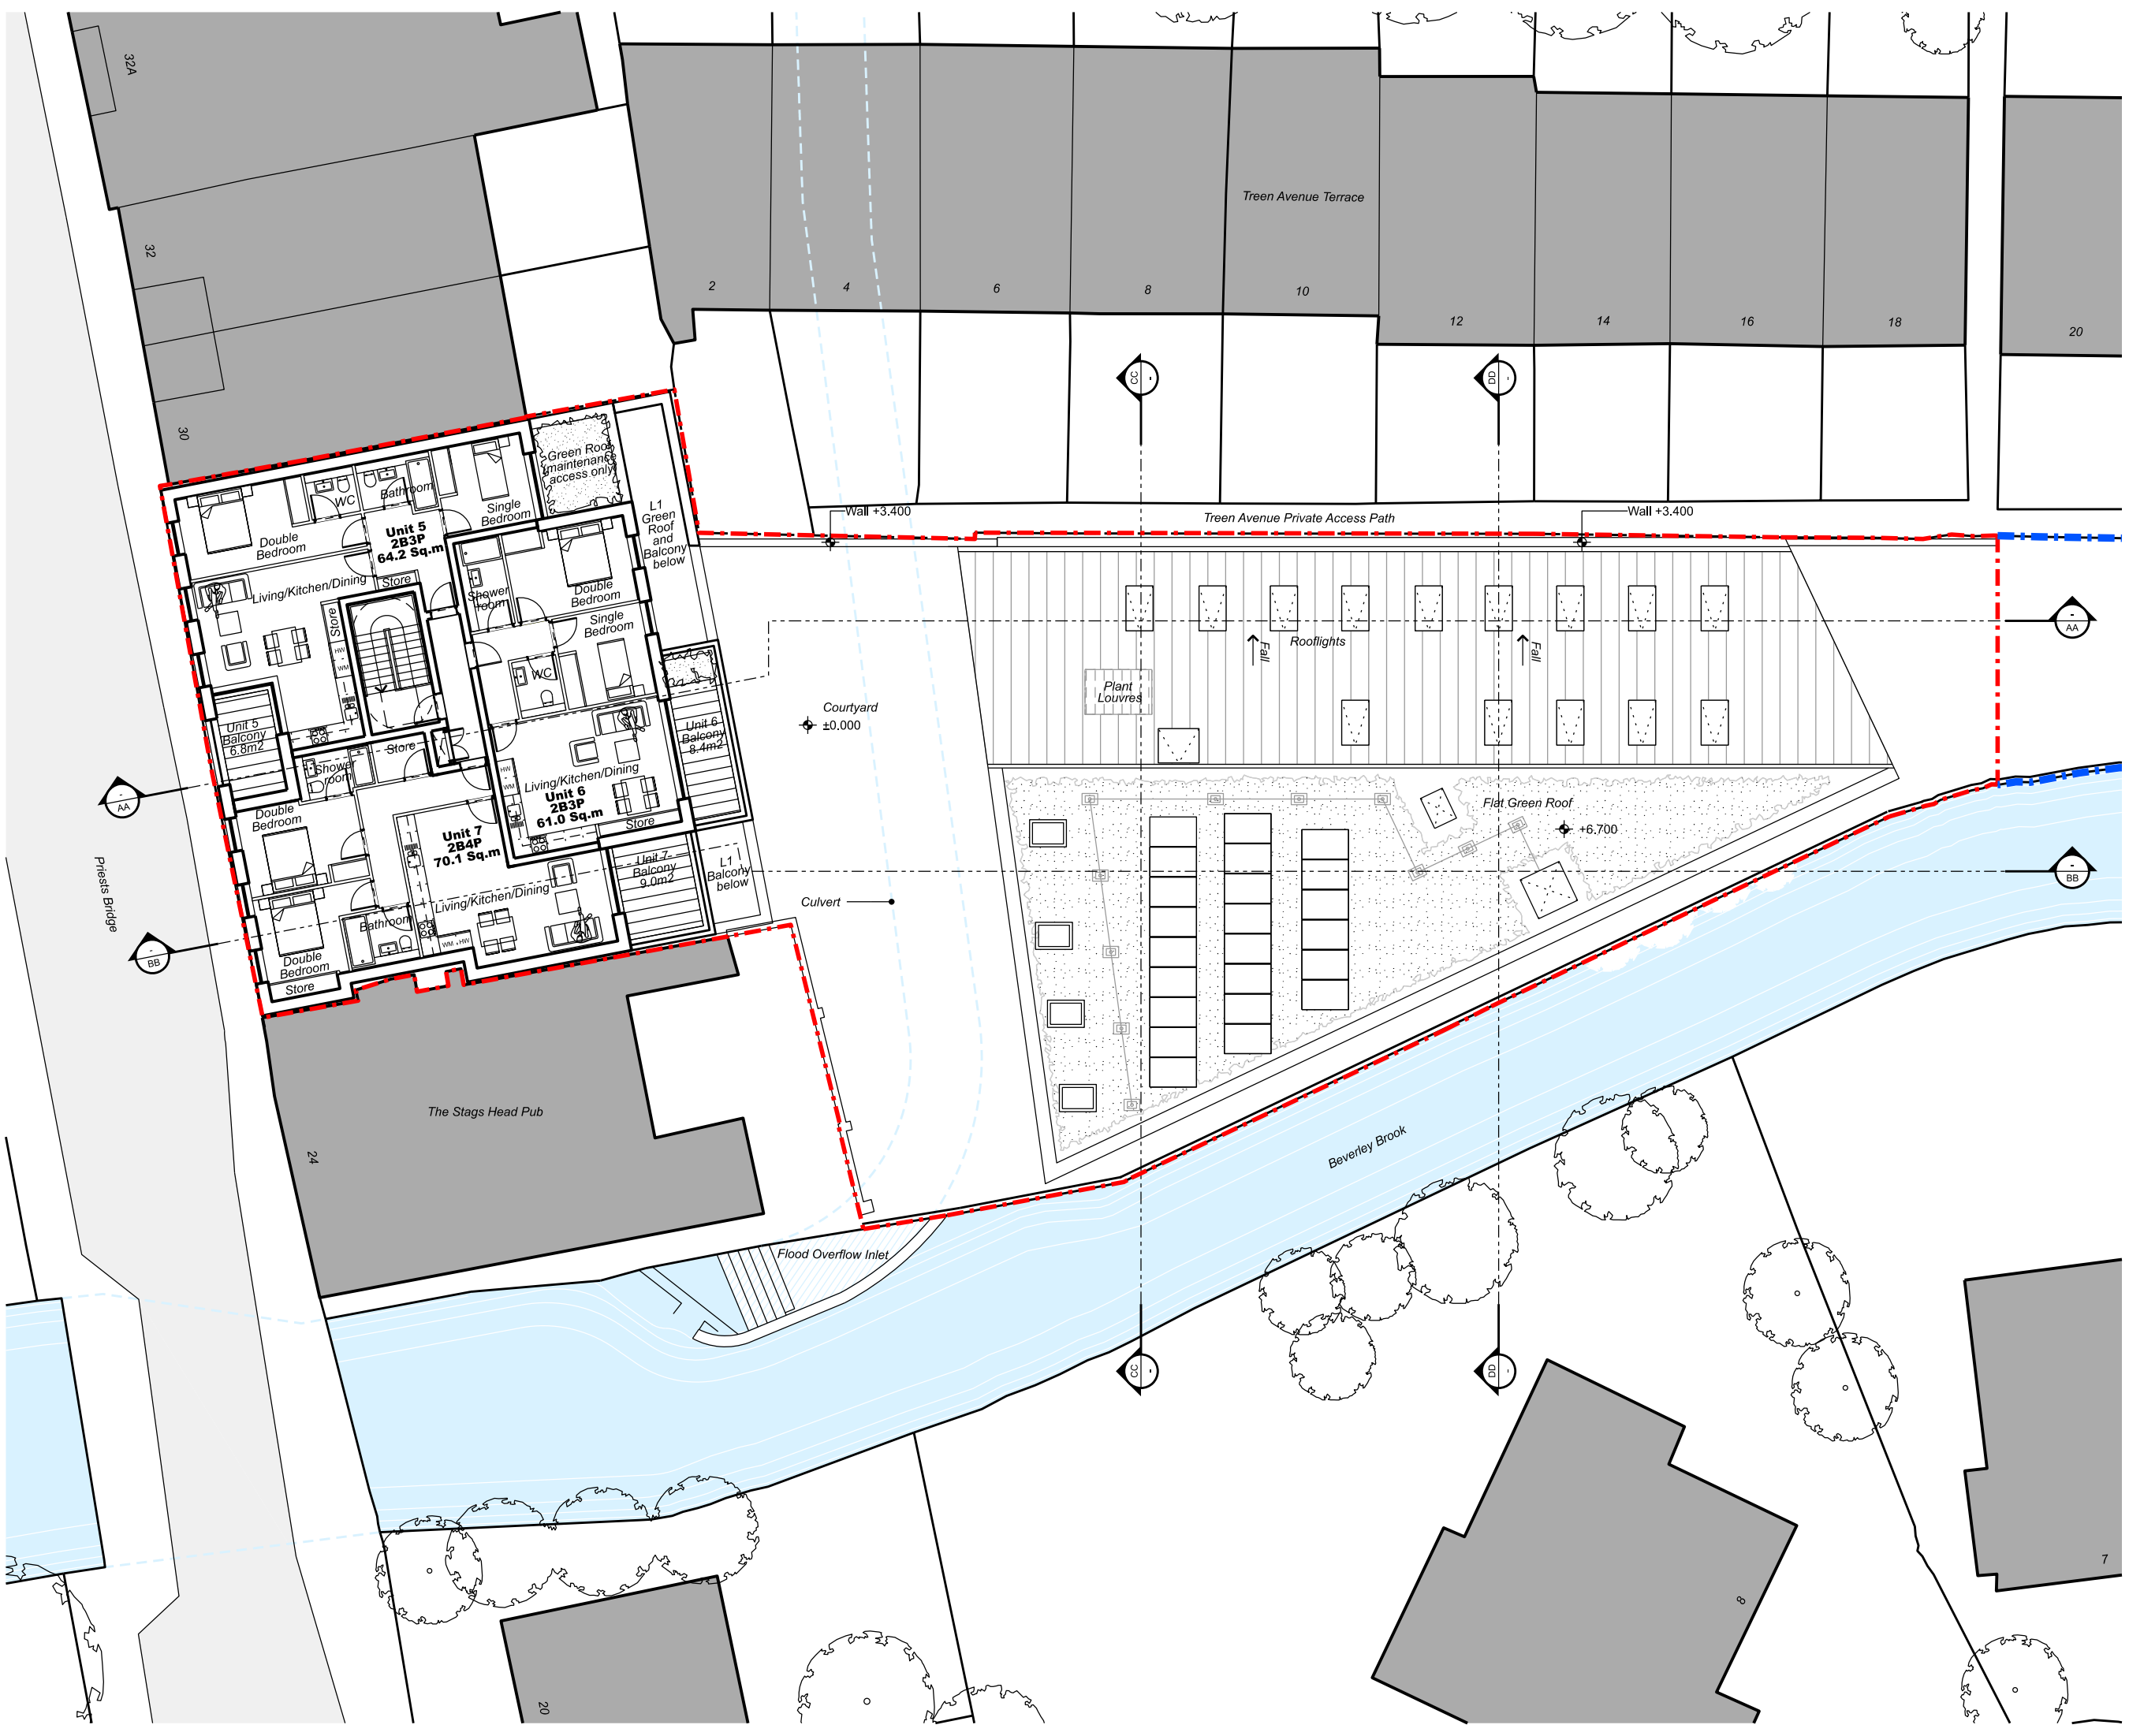 32A
32
30
Treen Avenue Terrace
2
4
6
8
10
12
14
16
18
20
CC
-
DD
-
Wall +3.400
Treen Avenue Private Access Path
Wall +3.400
Green Roof
maintenance
access only
L1
Green
Roof
and
Balcony
below
WC
Bathroom
Single
Bedroom
Double
Bedroom
Unit 5
2B3P
64.2 Sq.m
Living/Kitchen/Dining
Store
Store
HW
WM
Shower
room
Double
Bedroom
Single
Bedroom
WC
Unit 5
Balcony
6.8m2
Unit 6
Balcony
8.4m2
Living/Kitchen/Dining
Unit 6
2B3P
61.0 Sq.m
HW
WM
Store
Store
Shower
room
Double
Bedroom
Unit 7
2B4P
70.1 Sq.m
Living/Kitchen/Dining
Unit 7
Balcony
9.0m2
L1
Balcony
below
Bathroom
WM
HW
Double
Bedroom
Store
Courtyard
±0.000
Culvert
Rooflights
Fall
Fall
Plant
Louvres
Flat Green Roof
+6.700
-
AA
-
BB
-
AA
-
BB
Priests Bridge
The Stags Head Pub
24
Beverley Brook
Flood Overflow Inlet
CC
-
DD
-
20
8
7